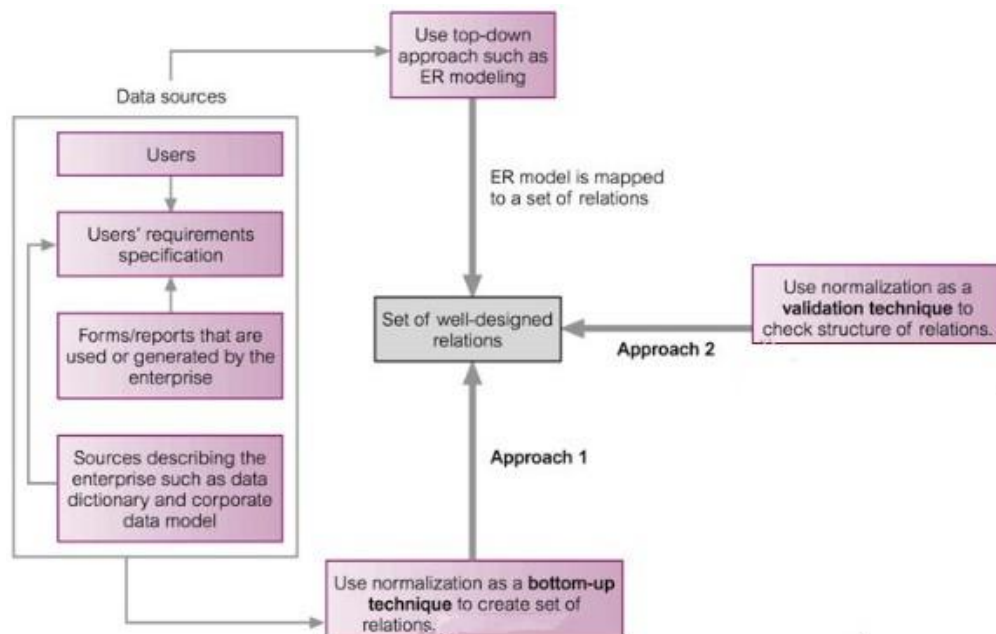 Use top-down
approach such as
ER modeling
Data sources
Users
Users' requirements
specification
Forms/reports that are
used or generated by the
enterprise
Sources describing the
enterprise such as data
dictionary and corporate
data model
ER model is mapped
to a set of relations
Set of well-designed
relations
Use normalization as a
validation technique to
check structure of relations.
Approach 2
Approach 1
Use normalization as a bottom-up
technique to create set of
relations.